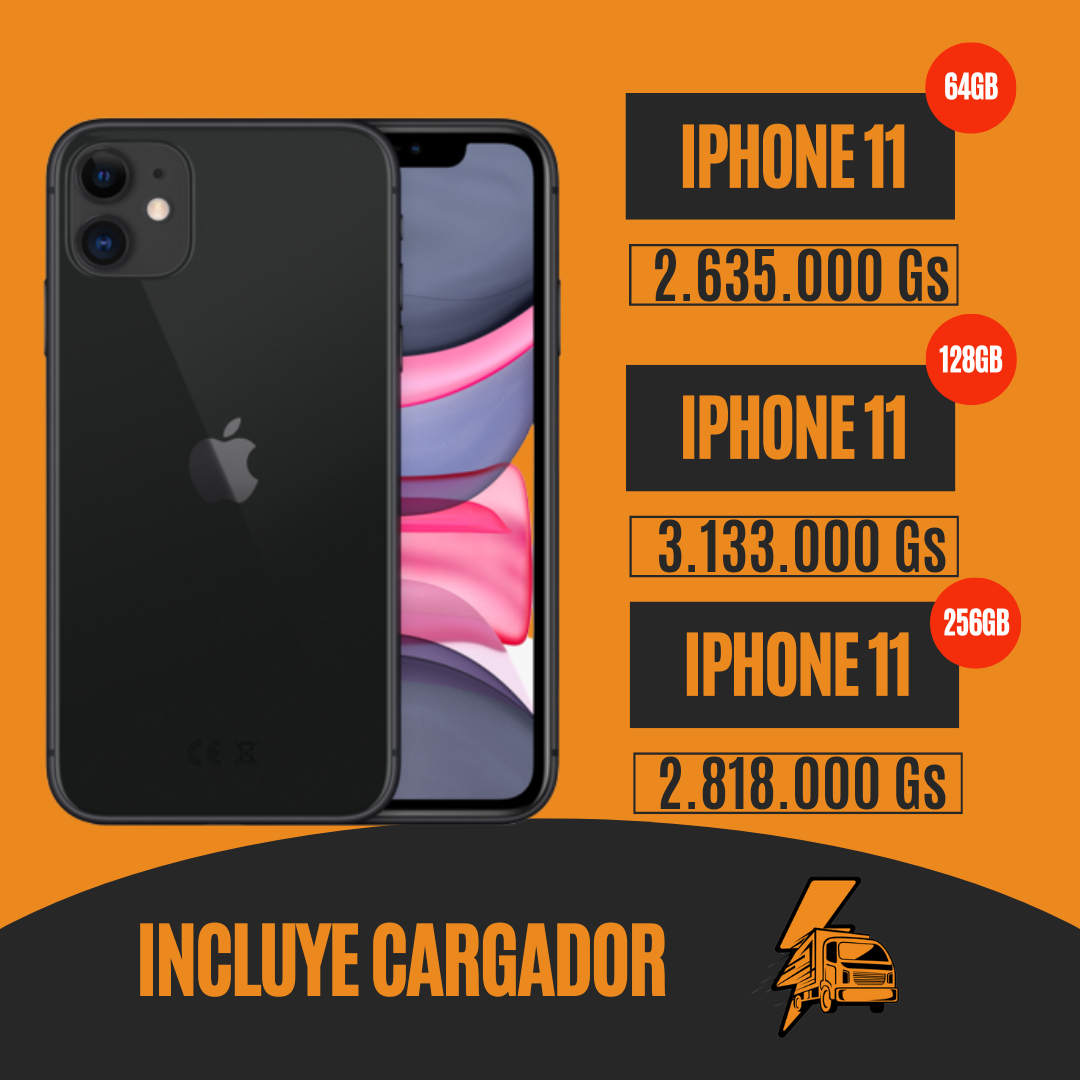 64GB
IPHONE 11
2.635.000 Gs
128GB
IPHONE 11
3.133.000 Gs
256GB
IPHONE 11
2.818.000 Gs
INCLUYE CARGADOR